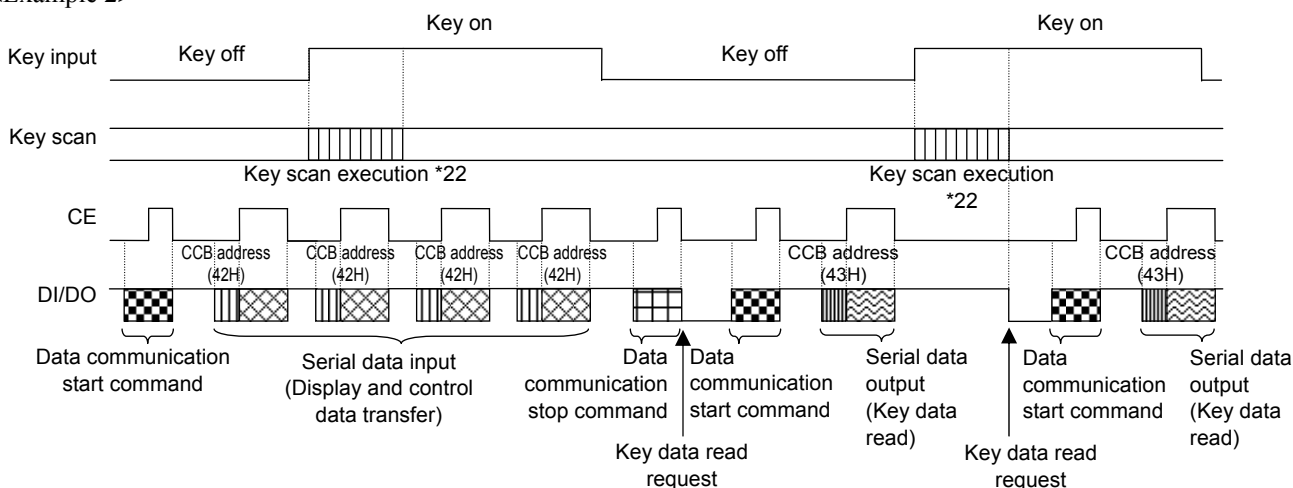 <Example 2>
Key on
Key on
Key input
Key off
Key off
Key scan
Key scan execution *22
Key scan execution
*22
CE
CCB address
(42H)
CCB address
(42H)
CCB address
(42H)
CCB address
(42H)
CCB address
(43H)
CCB address
(43H)
DI/DO
Data communication
start command
Serial data input
(Display and control
data transfer)
Data
communication
stop command
Data
communication
start command
Serial data
output
(Key data
read)
Data
communication
start command
Serial data
output
(Key data
read)
Key data read
request
Key data read
request